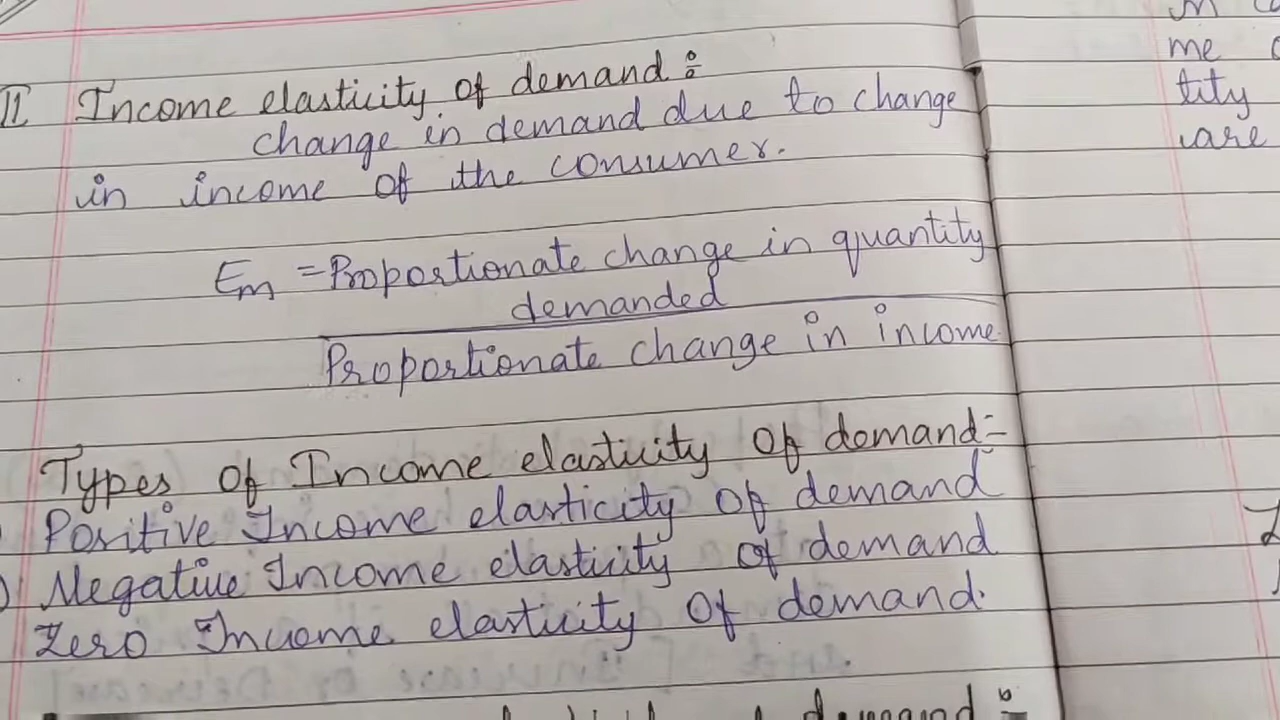 II Income elasticity of demand :
change in demand due to change
in income of the consumer.
Em = Proportionate change in quantity
demanded
Proportionate change in income
Types of Income elasticity of demand:-
) Positive Income elasticity of demand
) Negative Income elasticity of demand
Zero Income elasticity of demand.
demand :
me
tity
are